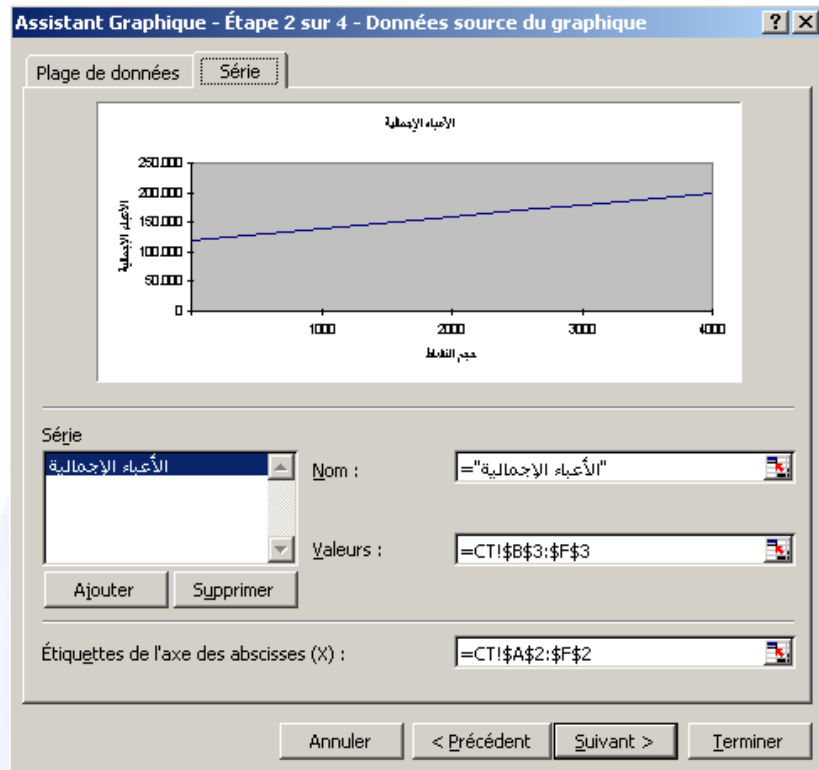 Assistant Graphique - Étape 2 sur 4 - Données source du graphique
Plage de données
Série
الأعباء الإجمالية
250.000
200.000
150.000
100.000
50.000
0
الأعباء الإجمالية
1000 2000 3000 4000
حجم النشاط
Série
الأعباء الإجمالية
Nom :
="الأعباء الإجمالية"
Valeurs :
=CT!$B$3:$F$3
Ajouter
Supprimer
Étiquettes de l'axe des abscisses (X) :
=CT!$A$2:$F$2
Annuler
< Précédent
Suivant >
Terminer